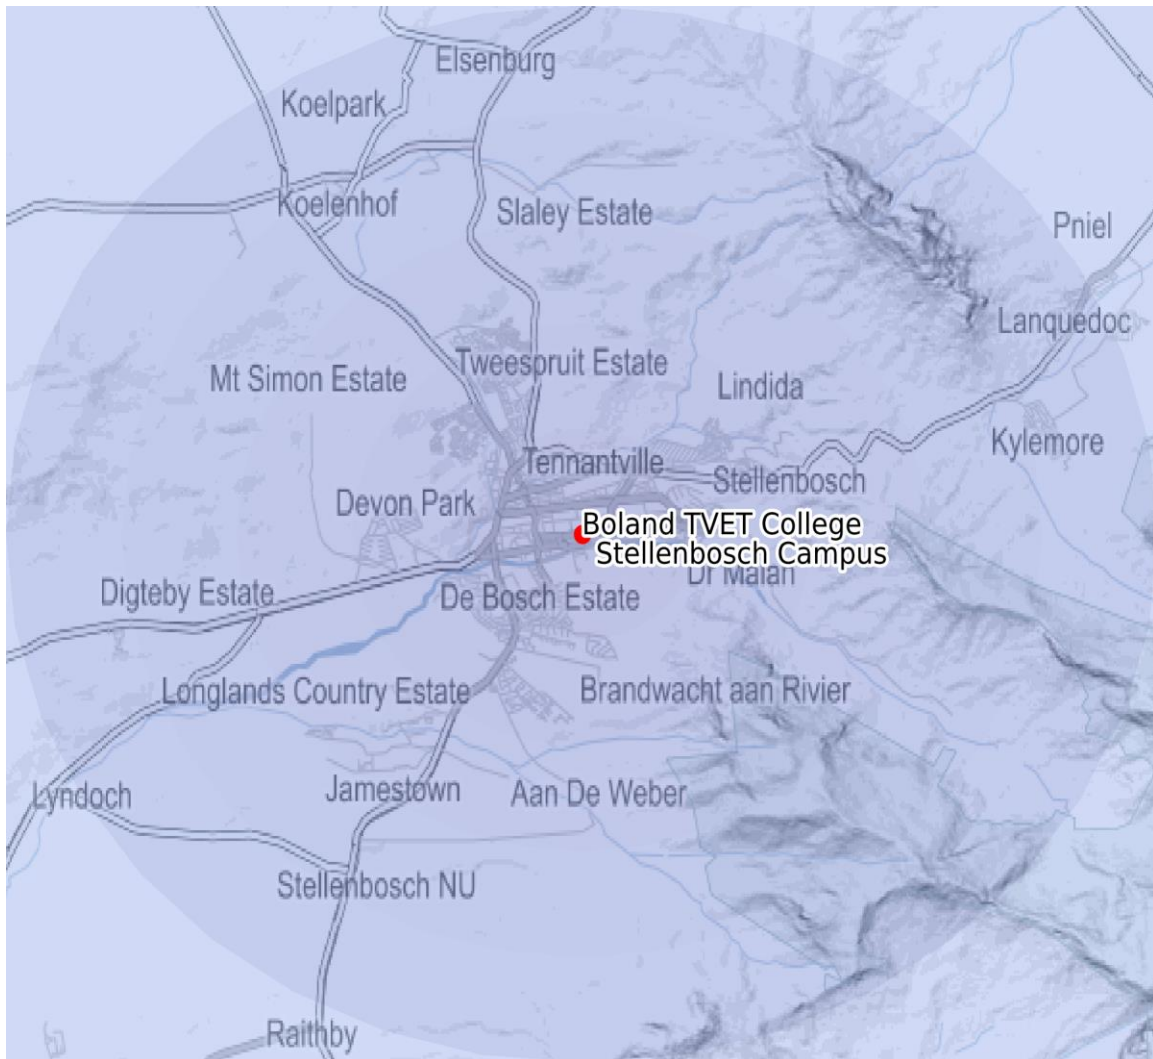 Elsenburg
Koelpark
Koelenhof
Slaley Estate
Pniel
Lanquedoc
Tweespruit Estate
Mt Simon Estate
Lindida
Kylemore
Tennantville
Stellenbosch
Devon Park
Boland TVET College
Stellenbosch Campus
Dr Malan
Digteby Estate
De Bosch Estate
Longlands Country Estate
Brandwacht aan Rivier
Lyndoch
Jamestown
Aan De Weber
Stellenbosch NU
Raithby